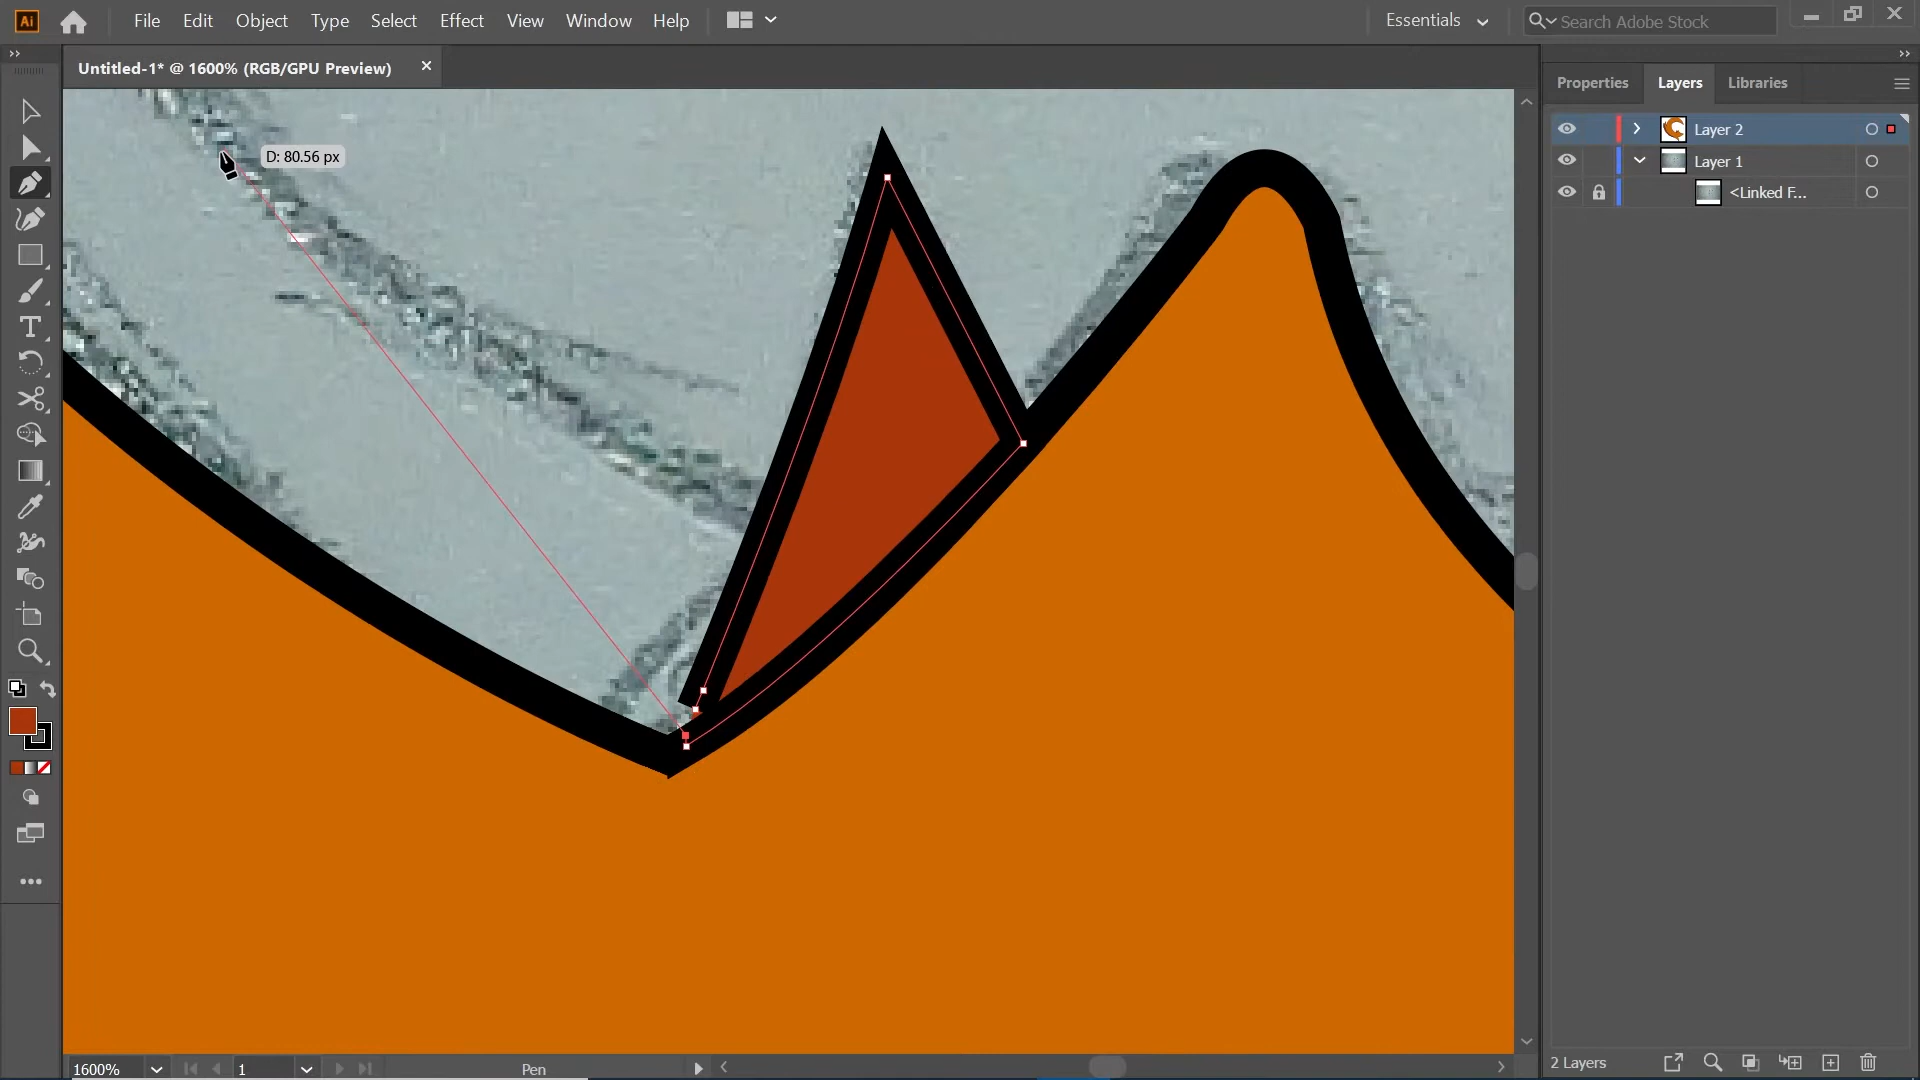 Ai File Edit Object Type Select Effect View Window Help Essentials Search Adobe Stock
Untitled-1* @ 1600% (RGB/GPU Preview)
Properties Layers Libraries
Layer 2
Layer 1
<Linked F...
D: 80.56 px
1600% 1 Pen
2 Layers